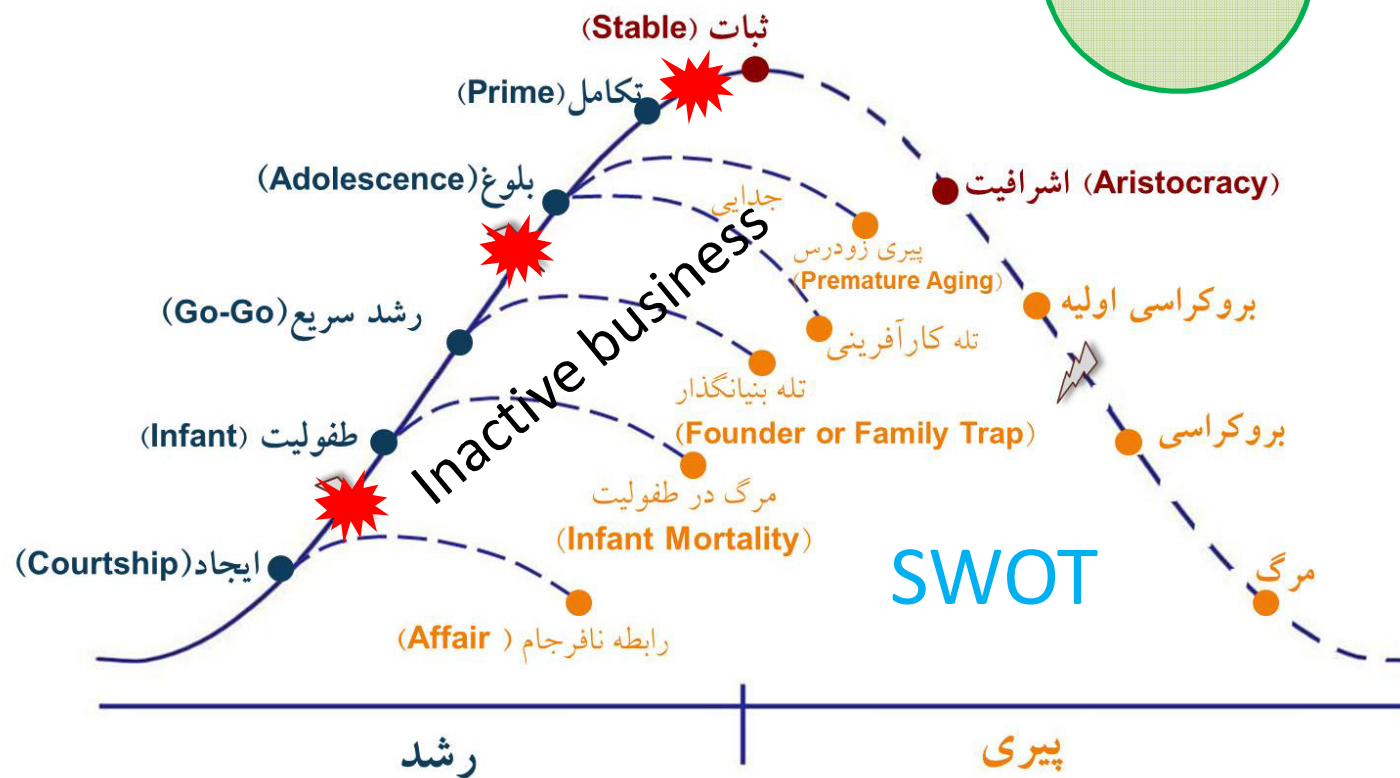 ثبات (Stable)
تکامل(Prime)
بلوغ(Adolescence)
اشرافیت (Aristocracy)
جدایی
پیری زودرس
(Premature Aging)
رشد سریع(Go-Go)
بروکراسی اولیه
تله کارآفرینی
تله بنیانگذار
(Founder or Family Trap)
طفولیت (Infant)
بروکراسی
Inactive business
مرگ در طفولیت
(Infant Mortality)
ایجاد(Courtship)
SWOT
مرگ
رابطه نافرجام ( Affair)
رشد
پیری